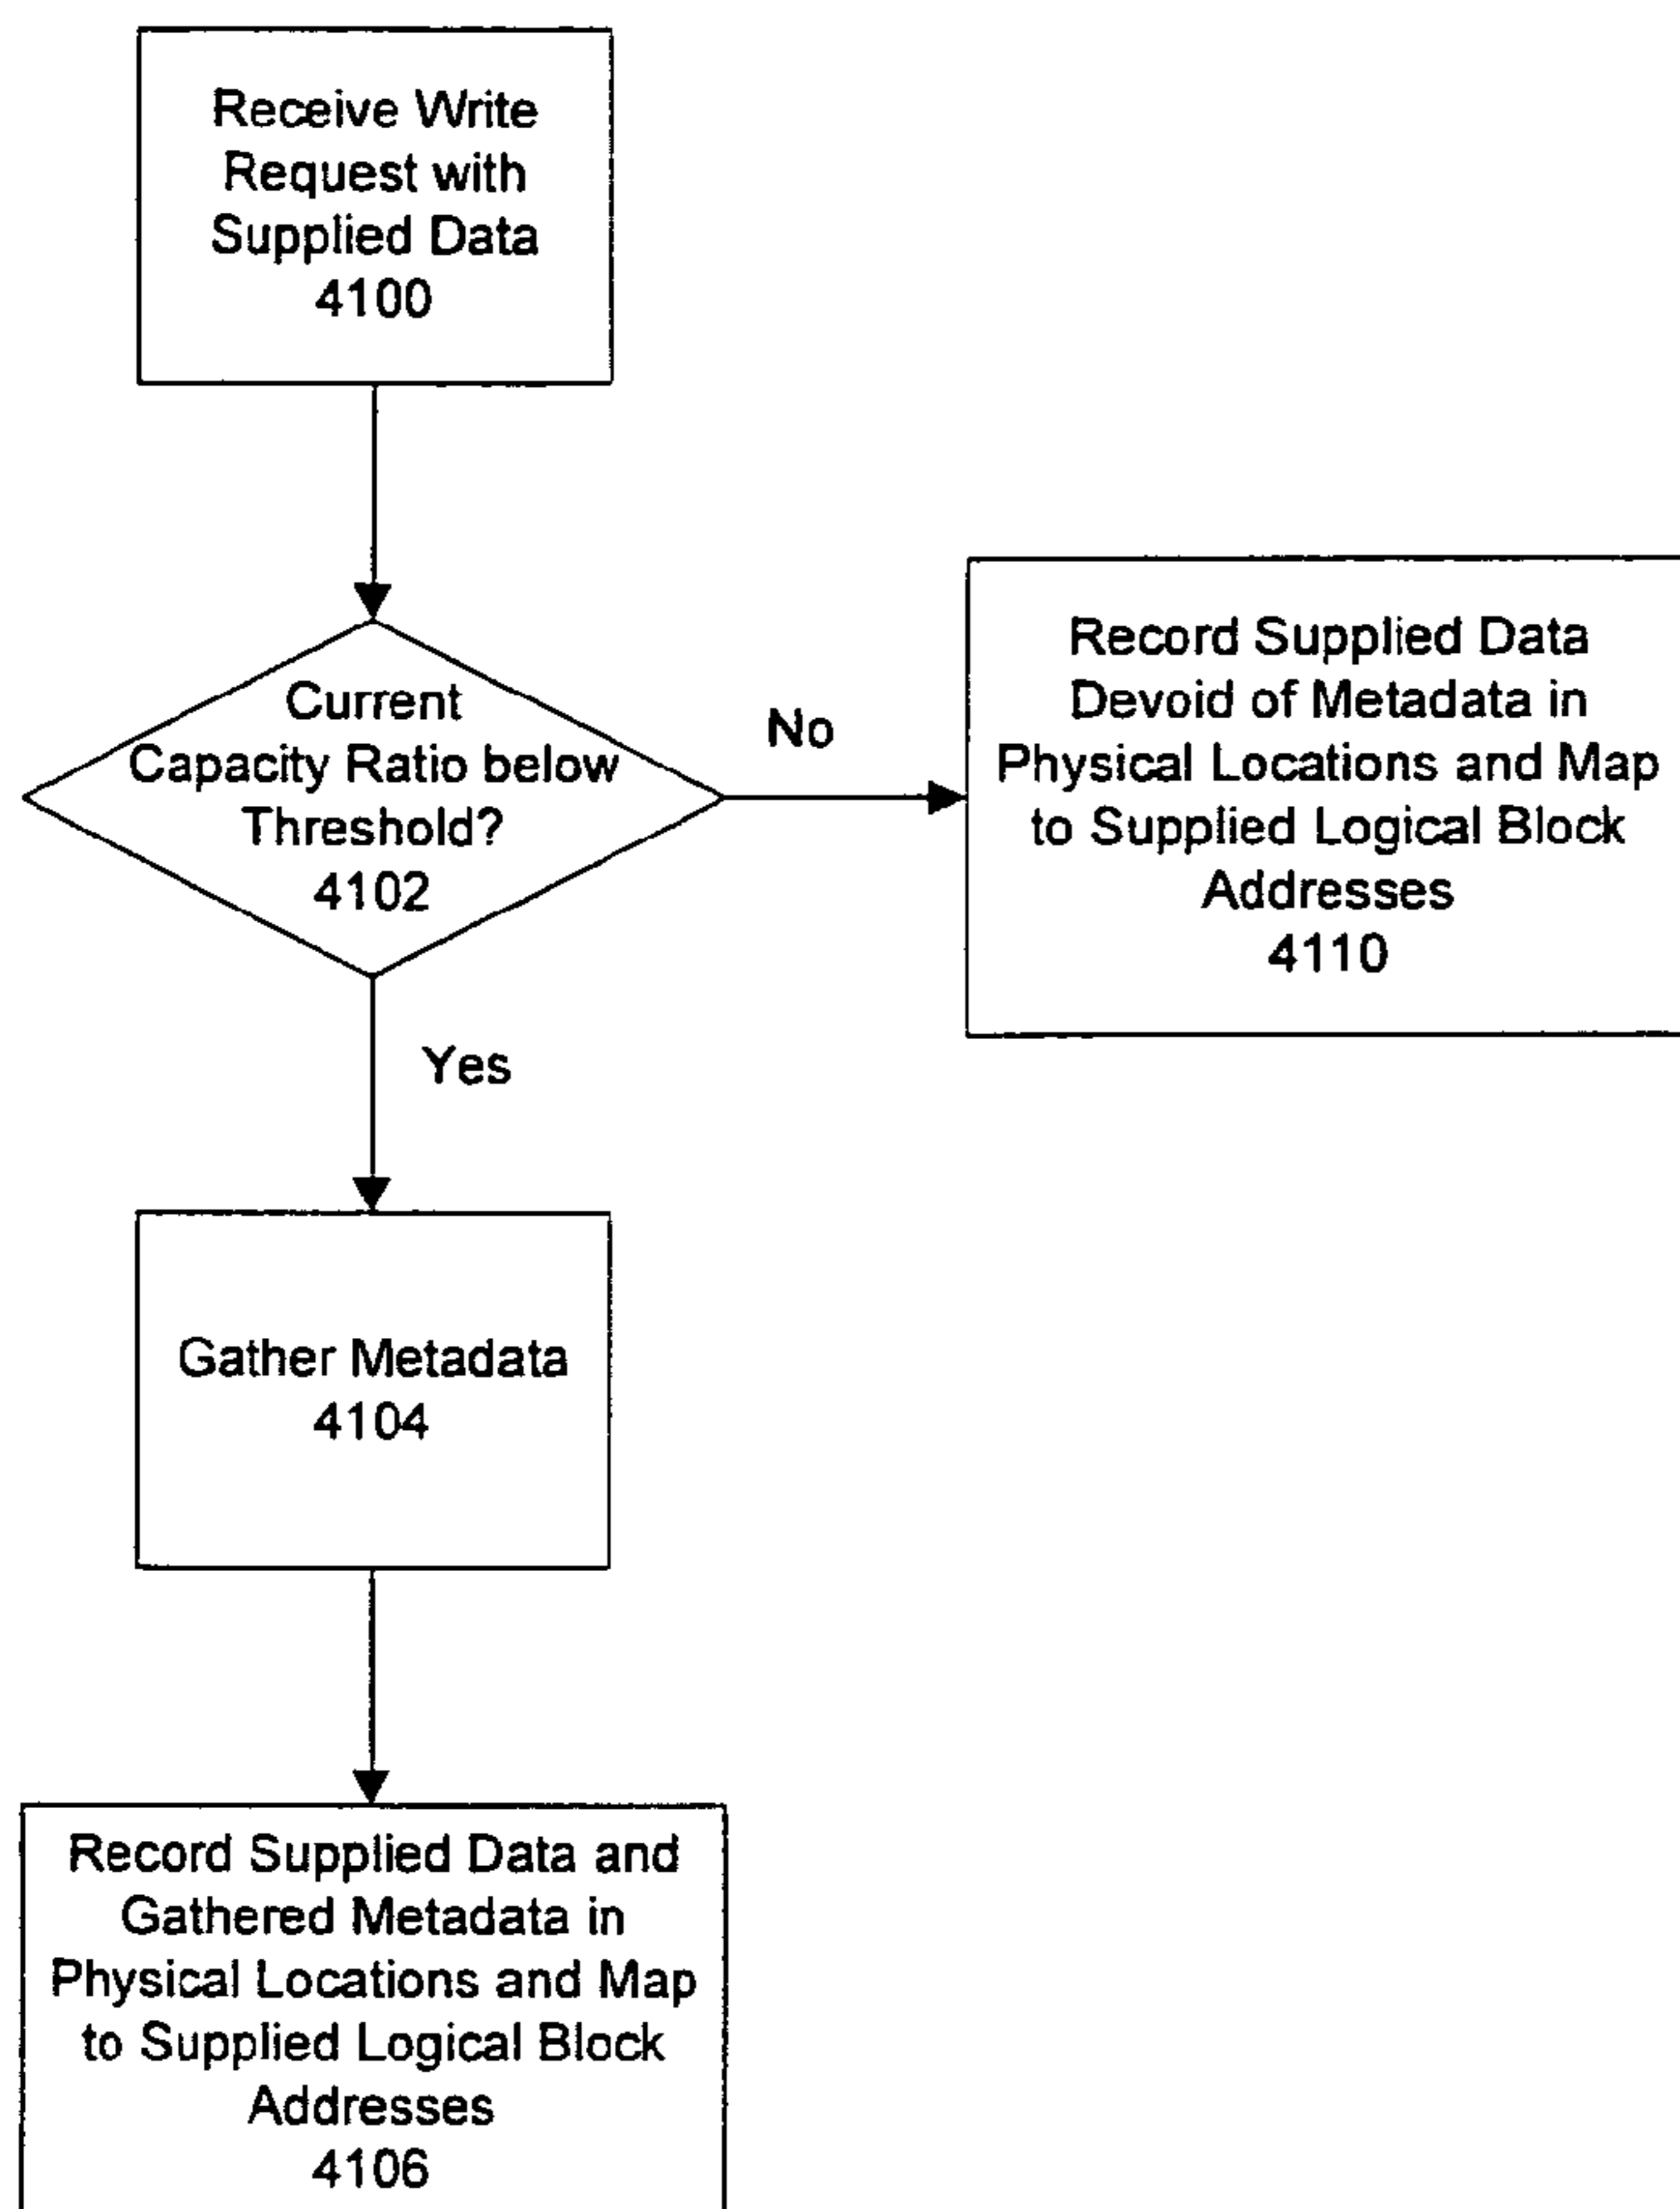 Receive Write
Request with
Supplied Data
4100
Current
Capacity Ratio below
Threshold?
4102
No
Record Supplied Data
Devoid of Metadata in
Physical Locations and Map
to Supplied Logical Block
Addresses
4110
Yes
Gather Metadata
4104
Record Supplied Data and
Gathered Metadata in
Physical Locations and Map
to Supplied Logical Block
Addresses
4106